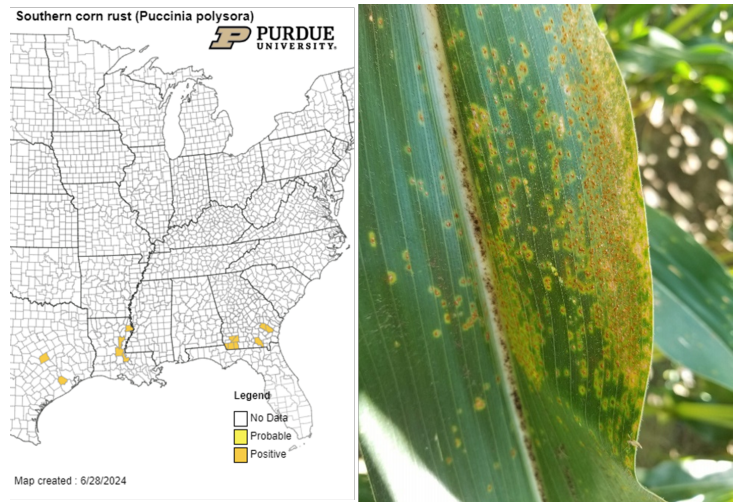 Southern corn rust (Puccinia polysora)
P PURDUE
UNIVERSITY®
Legend
No Data
Probable
Positive
Map created : 6/28/2024